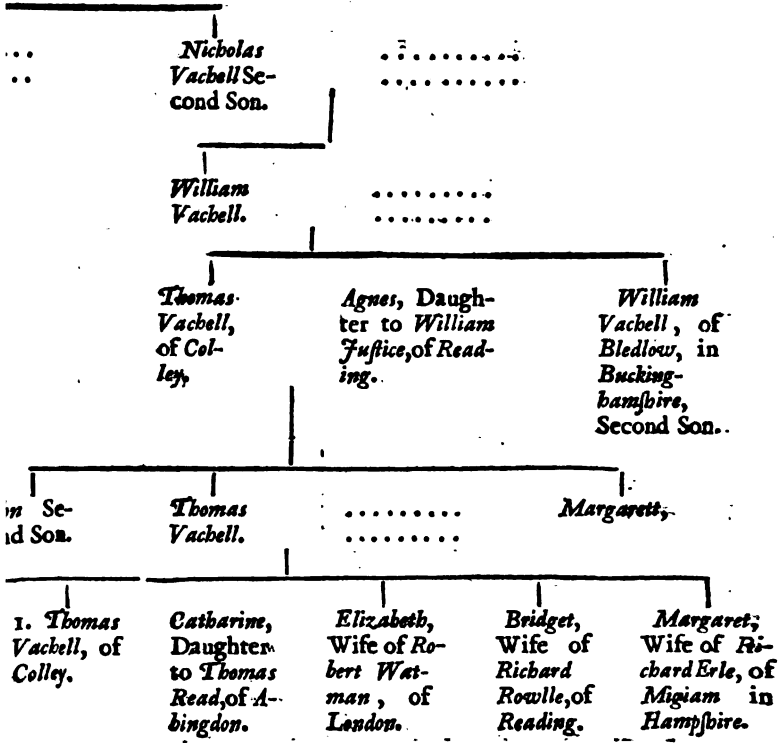 Nicholas
Vachell Se-
cond Son.
William
Vachell.
Thomas
Vachell,
of Col-
ley,
Agnes, Daugh-
ter to William
Juſtice, of Read-
ing.
William
Vachell, of
Bledlow, in
Bucking-
hamſhire,
Second Son.
Se-
nd Son.
Thomas
Vachell.
Margarett,
1. Thomas
Vachell, of
Colley.
Catharine,
Daughter
to Thomas
Read, of A-
bingdon.
Elizabeth,
Wife of Ro-
bert Wat-
man, of
London.
Bridget,
Wife of
Richard
Rowlle, of
Reading.
Margaret,
Wife of Ri-
chard Erle, of
Migiam in
Hampſhire.